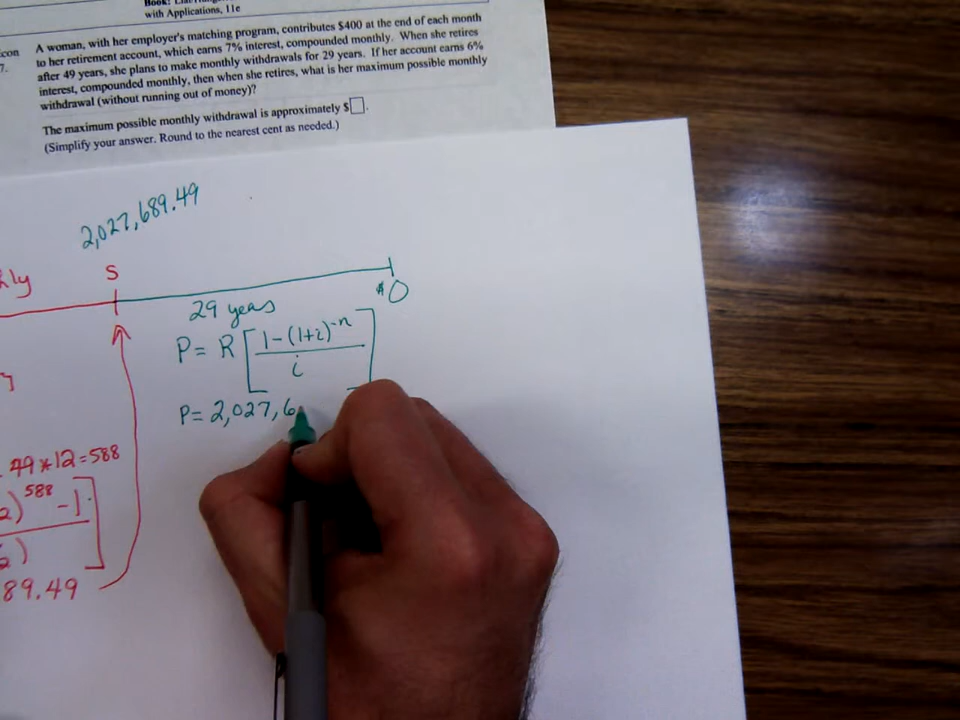 with Applications, 11e
icon
7.
A woman, with her employer's matching program, contributes $400 at the end of each month
to her retirement account, which earns 7% interest, compounded monthly. When she retires
after 49 years, she plans to make monthly withdrawals for 29 years. If her account earns 6%
interest, compounded monthly, then when she retires, what is her maximum possible monthly
withdrawal (without running out of money)?
The maximum possible monthly withdrawal is approximately $
(Simplify your answer. Round to the nearest cent as needed.)
2,027,689.49
hly
S
$0
29 years
P = R [ 1-(1+i)^-n
i ]
P = 2,027,6
49*12=588
2)^588 - 1
89.49